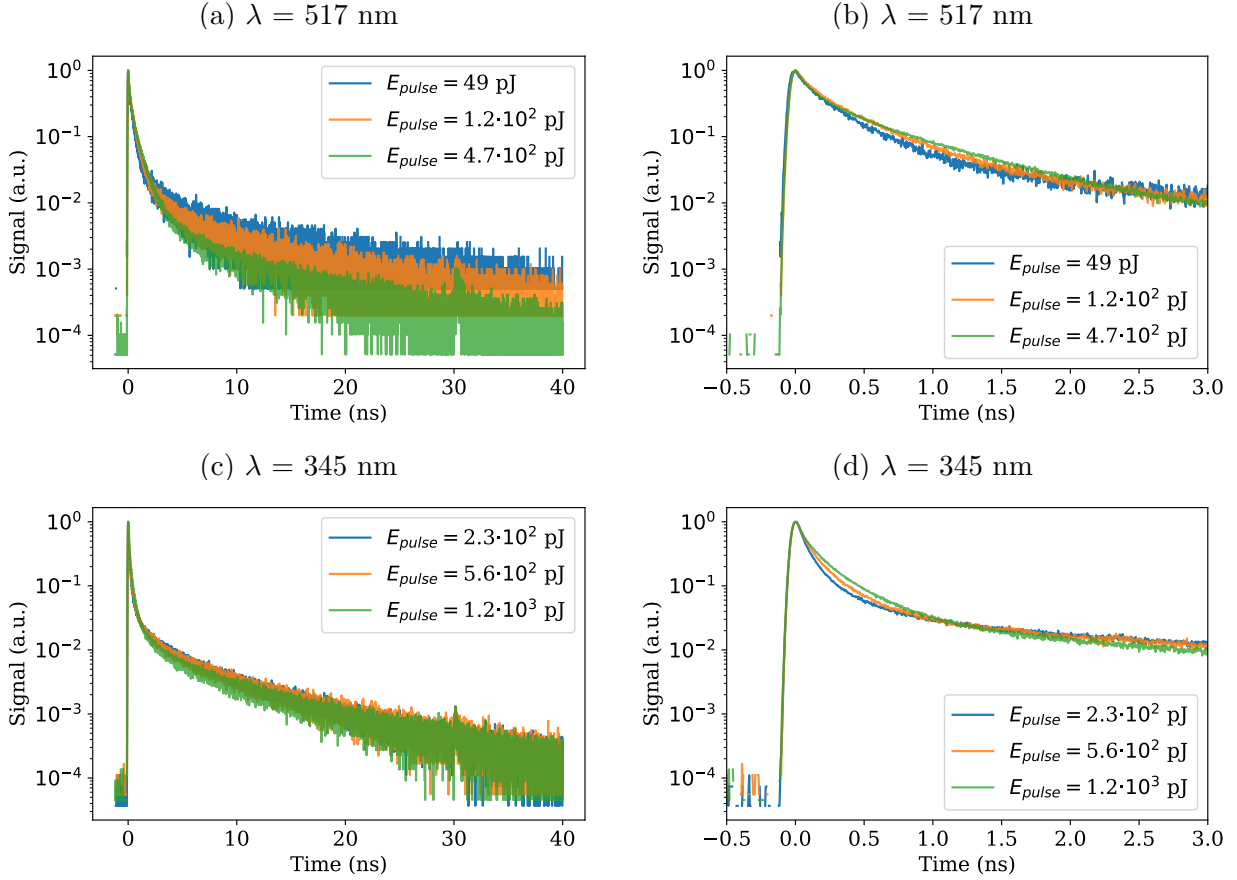 (a) λ = 517 nm
10⁰
10⁻¹
10⁻²
10⁻³
10⁻⁴
Signal (a.u.)
E_pulse = 49 pJ
E_pulse = 1.2·10² pJ
E_pulse = 4.7·10² pJ
0 10 20 30 40
Time (ns)
(b) λ = 517 nm
10⁰
10⁻¹
10⁻²
10⁻³
10⁻⁴
Signal (a.u.)
E_pulse = 49 pJ
E_pulse = 1.2·10² pJ
E_pulse = 4.7·10² pJ
−0.5 0.0 0.5 1.0 1.5 2.0 2.5 3.0
Time (ns)
(c) λ = 345 nm
10⁰
10⁻¹
10⁻²
10⁻³
10⁻⁴
Signal (a.u.)
E_pulse = 2.3·10² pJ
E_pulse = 5.6·10² pJ
E_pulse = 1.2·10³ pJ
0 10 20 30 40
Time (ns)
(d) λ = 345 nm
10⁰
10⁻¹
10⁻²
10⁻³
10⁻⁴
Signal (a.u.)
E_pulse = 2.3·10² pJ
E_pulse = 5.6·10² pJ
E_pulse = 1.2·10³ pJ
−0.5 0.0 0.5 1.0 1.5 2.0 2.5 3.0
Time (ns)